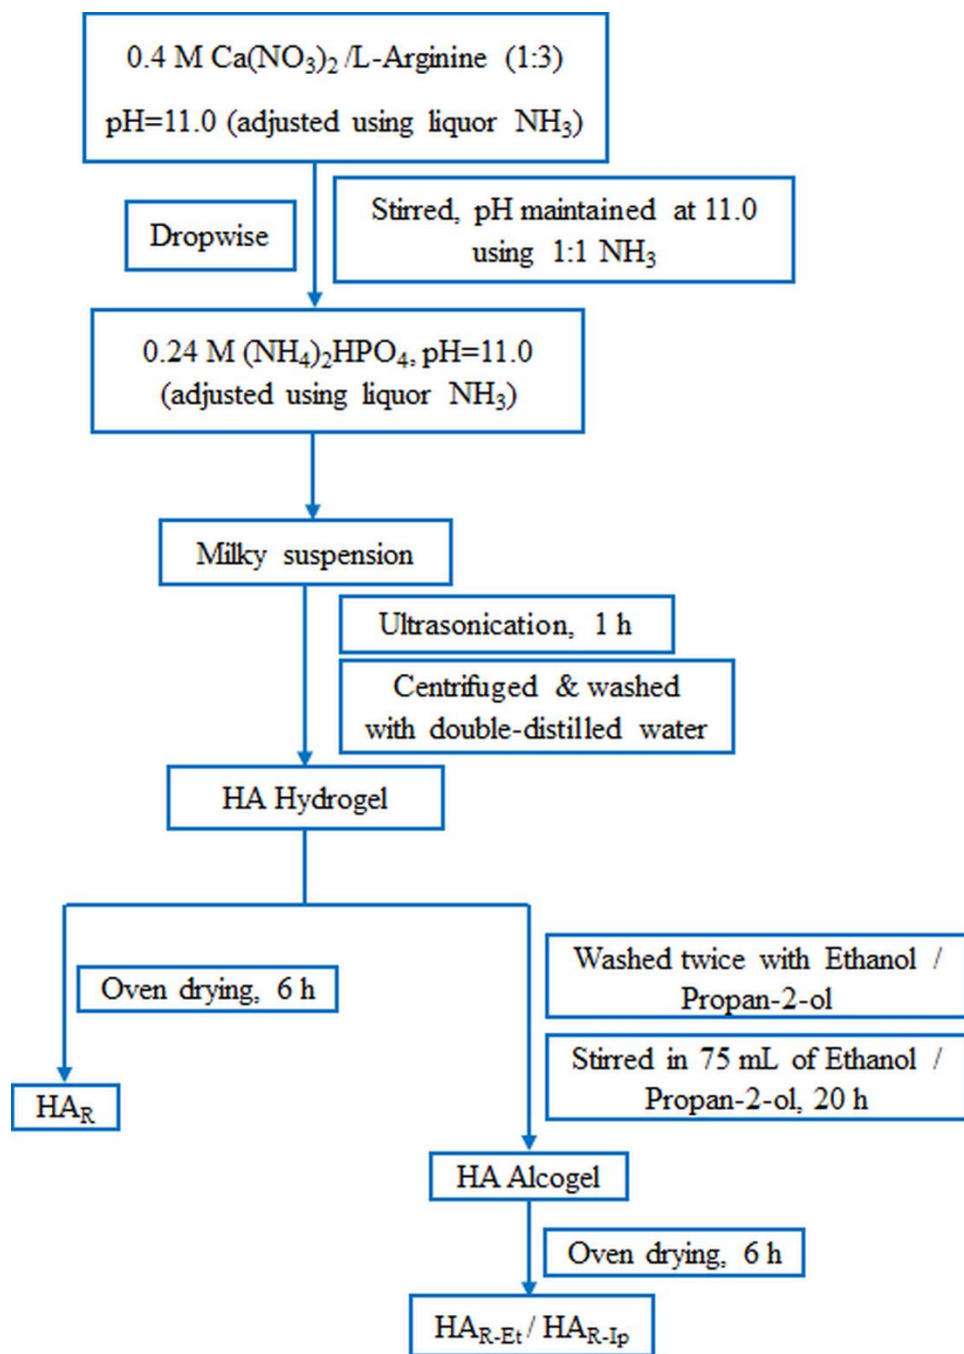 0.4 M Ca(NO₃)₂ /L-Arginine (1:3)
pH=11.0 (adjusted using liquor NH₃)
Dropwise
Stirred, pH maintained at 11.0
using 1:1 NH₃
0.24 M (NH₄)₂HPO₄, pH=11.0
(adjusted using liquor NH₃)
Milky suspension
Ultrasonication, 1 h
Centrifuged & washed
with double-distilled water
HA Hydrogel
Oven drying, 6 h
Washed twice with Ethanol /
Propan-2-ol
Stirred in 75 mL of Ethanol /
Propan-2-ol, 20 h
HA_R
HA Alcogel
Oven drying, 6 h
HA_R-Et / HA_R-Ip